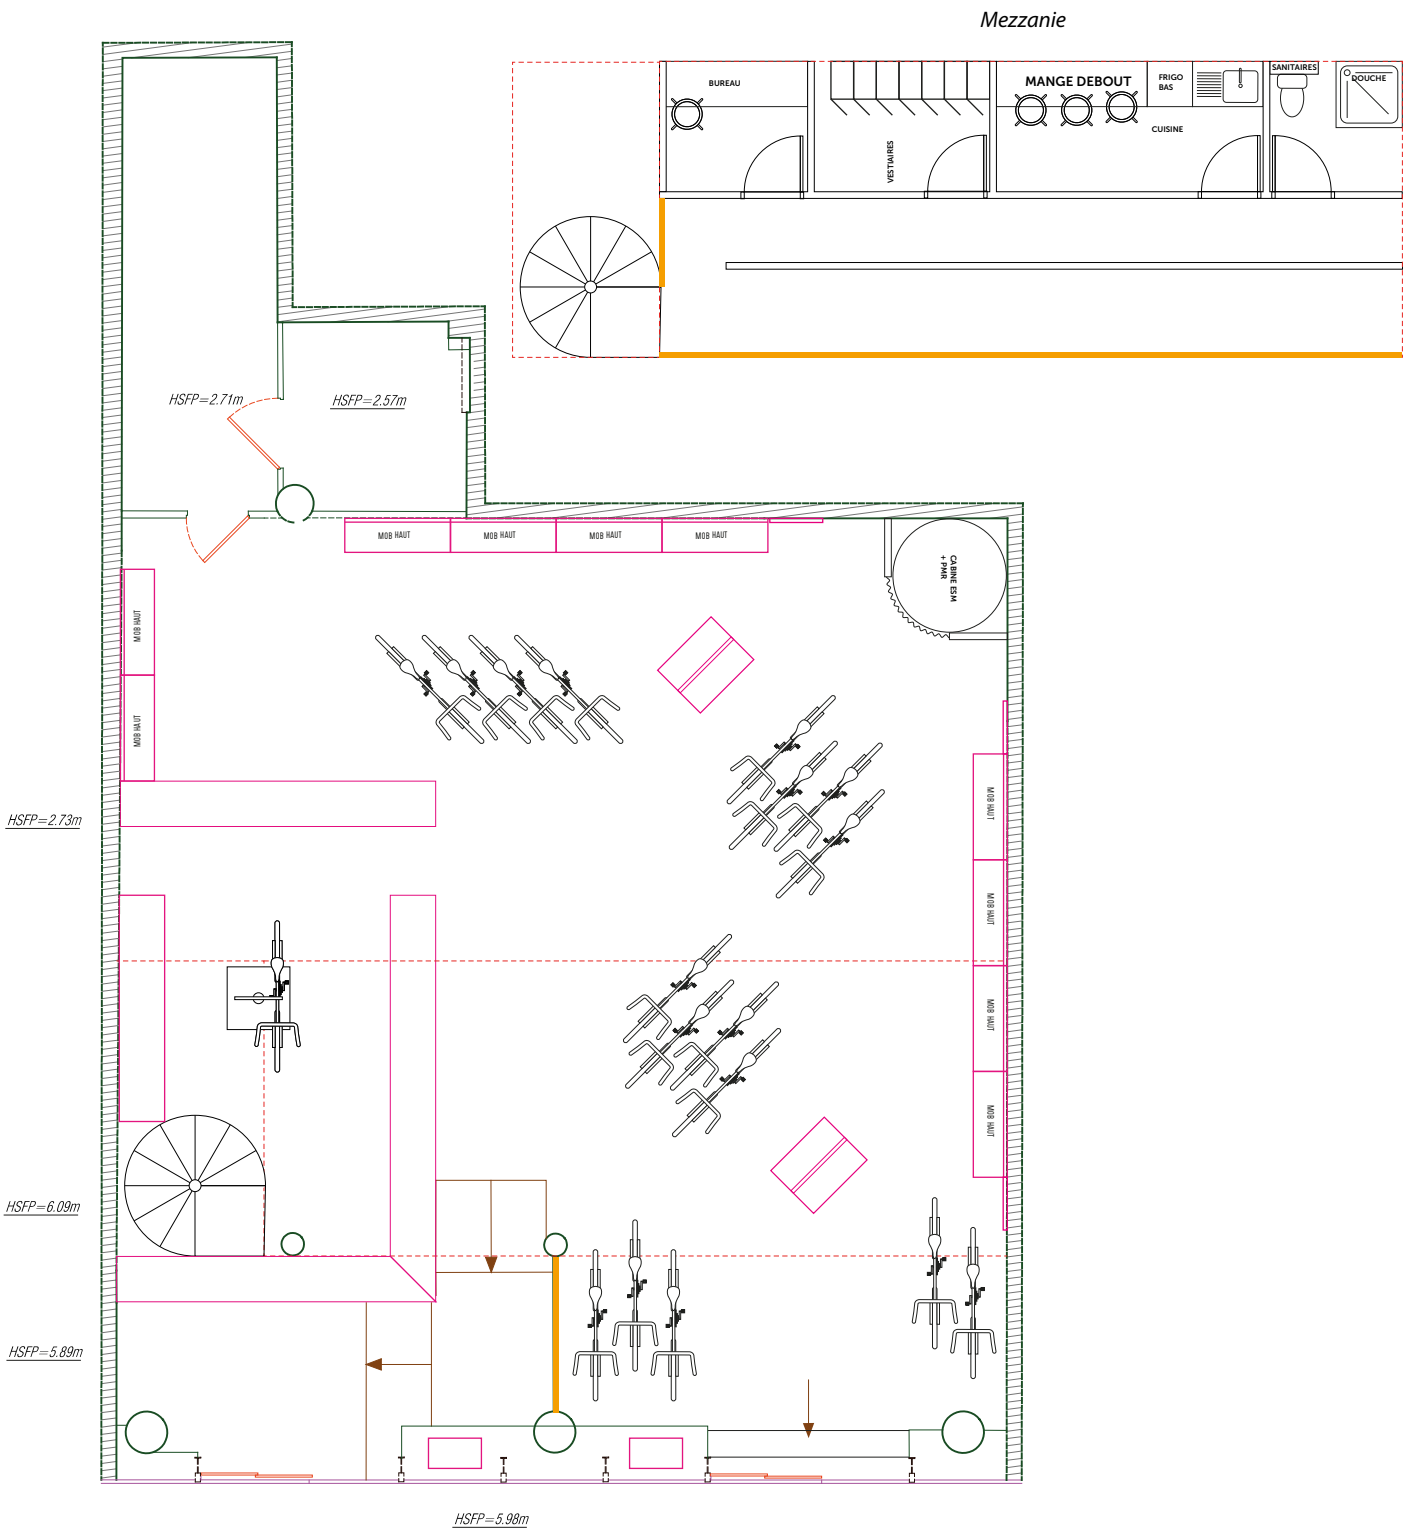 Mezzanie
SANITAIRES
BUREAU
MANGE DEBOUT
FRIGO
BAS
DOUCHE
CUISINE
VESTIAIRES
HSFP=2.71m
HSFP=2.57m
MOB HAUT
MOB HAUT
MOB HAUT
MOB HAUT
CABINE ESM
+ PMR
MOB HAUT
MOB HAUT
HSFP=2.73m
MOB HAUT
MOB HAUT
MOB HAUT
MOB HAUT
HSFP=6.09m
HSFP=5.89m
HSFP=5.98m